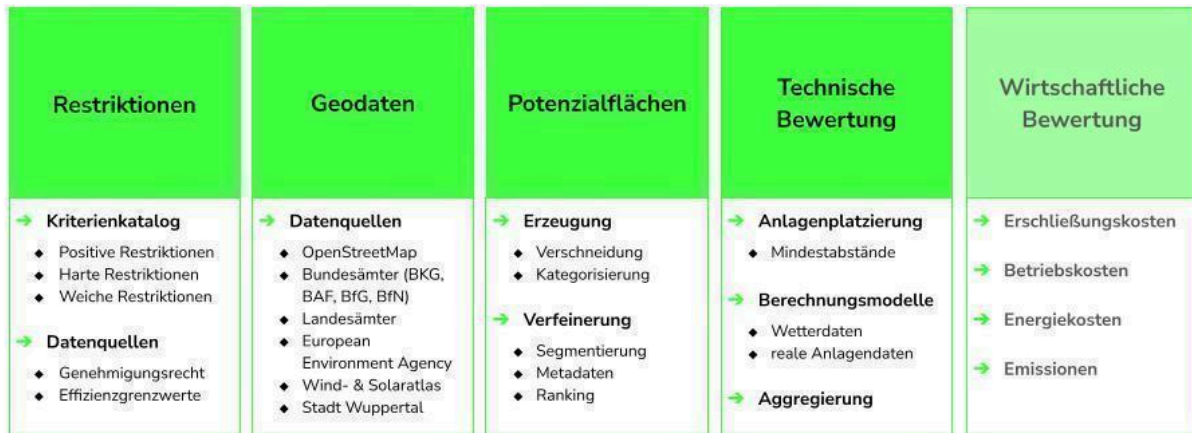 Restriktionen
➔ Kriterienkatalog
◆ Positive Restriktionen
◆ Harte Restriktionen
◆ Weiche Restriktionen
➔ Datenquellen
◆ Genehmigungsrecht
◆ Effizienzgrenzwerte
Geodaten
➔ Datenquellen
◆ OpenStreetMap
◆ Bundesämter (BKG,
BAF, BfG, BfN)
◆ Landesämter
◆ European
Environment Agency
◆ Wind- & Solaratlas
◆ Stadt Wuppertal
Potenzialflächen
➔ Erzeugung
◆ Verschneidung
◆ Kategorisierung
➔ Verfeinerung
◆ Segmentierung
◆ Metadaten
◆ Ranking
Technische
Bewertung
➔ Anlagenplatzierung
◆ Mindestabstände
➔ Berechnungsmodelle
◆ Wetterdaten
◆ reale Anlagendaten
➔ Aggregierung
Wirtschaftliche
Bewertung
➔ Erschließungskosten
➔ Betriebskosten
➔ Energiekosten
➔ Emissionen